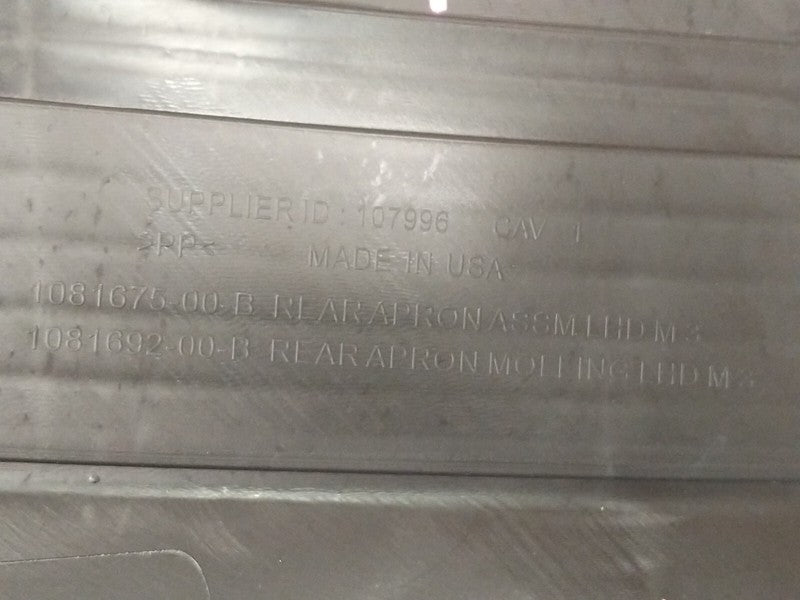 SUPPLIER ID : 107996 CAV 1
>PP< MADE IN USA
1081675-00-B REAR APRON ASSM LHD M3
1081692-00-B REAR APRON MOLLING LHD M3